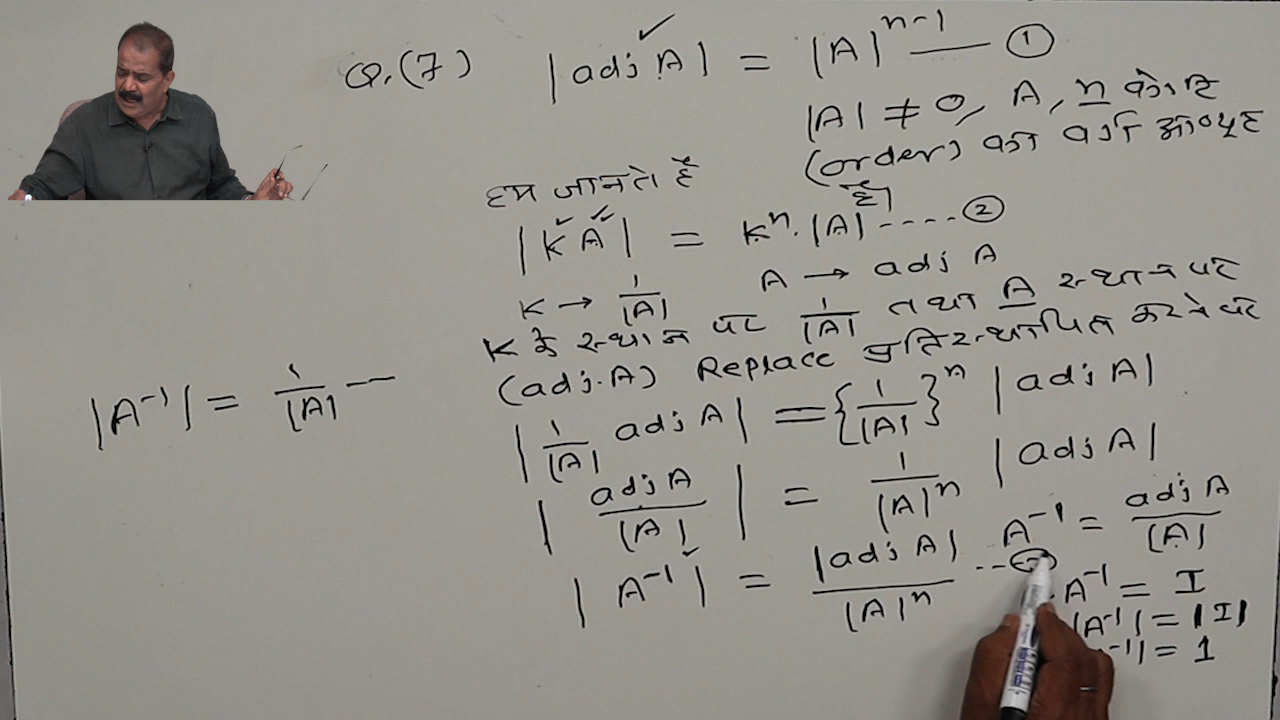 Q.(7) |adj A| = |A|^{n-1} —— ①
|A| ≠ 0, A, n कोटि
(order) का वर्ग आव्यूह
है।
हम जानते हैं
|K A| = K^n. |A| ---- ②
K → 1/|A| A → adj A
K के स्थान पर 1/|A| तथा A स्थान पर
(adj.A) Replace प्रतिस्थापित करने पर
|1/|A| adj A| = {1/|A|}^n |adj A|
|adj A/|A|| = 1/|A|^n |adj A|
|A^{-1}| = |adj A|/|A|^n --
A^{-1} = adj A/|A|
A^{-1} = I
|A^{-1}| = |I|
^{-1}| = 1
|A^{-1}| = 1/|A| --